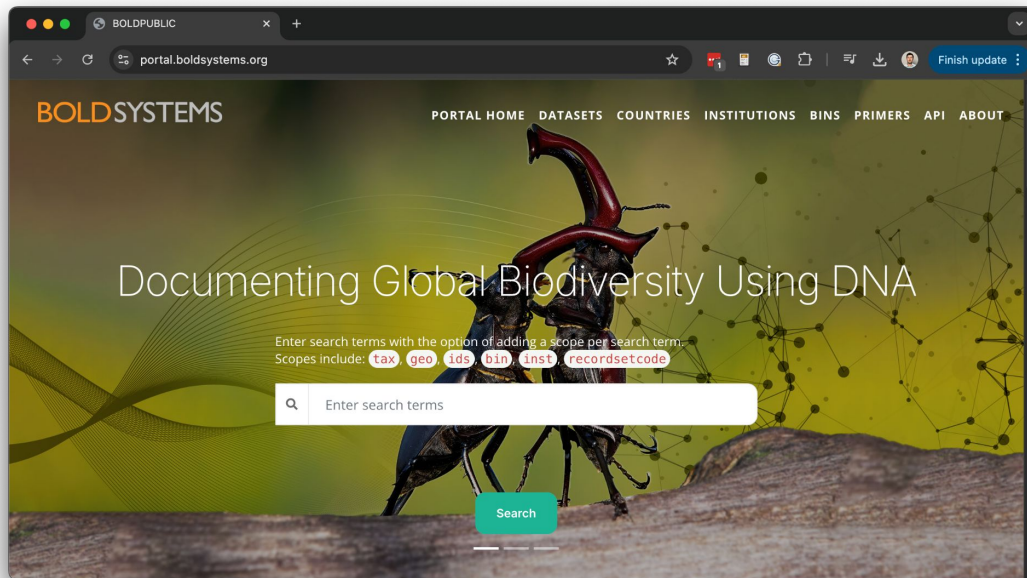 BOLDPUBLIC
portal.boldsystems.org
1
Finish update
BOLDSYSTEMS
PORTAL HOME DATASETS COUNTRIES INSTITUTIONS BINS PRIMERS API ABOUT
Documenting Global Biodiversity Using DNA
Enter search terms with the option of adding a scope per search term.
Scopes include: tax, geo, ids, bin, inst, recordsetcode
Enter search terms
Search